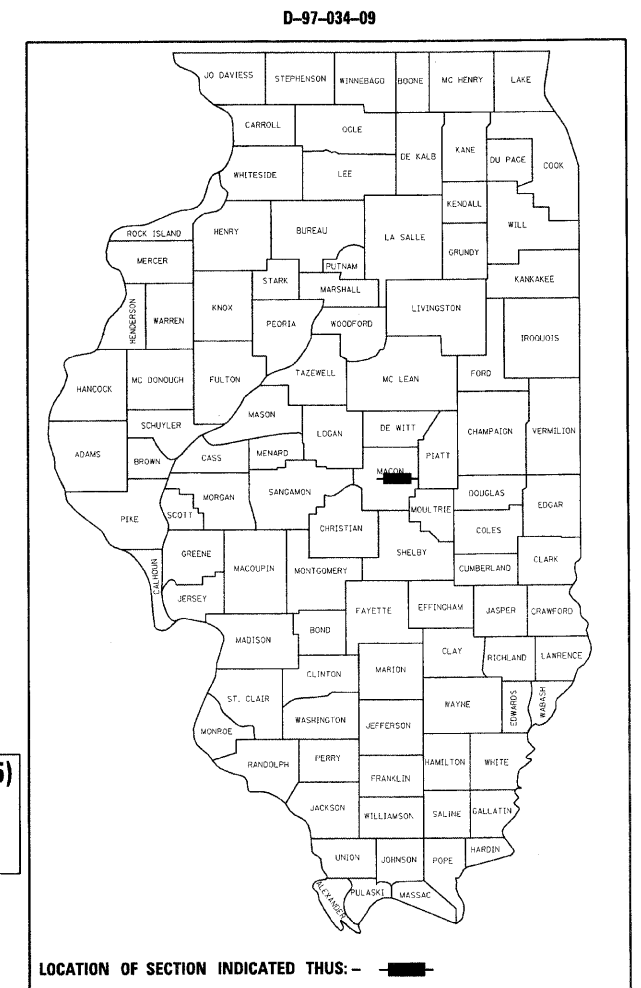 D-97-034-09
JO DAVIESS STEPHENSON WINNEBAGO BOONE MC HENRY LAKE
CARROLL OGLE
DE KALB KANE DU PAGE COOK
WHITESIDE LEE
KENDALL
ROCK ISLAND HENRY BUREAU LA SALLE WILL
MERCER PUTNAM GRUNDY
STARK MARSHALL KANKAKEE
HENDERSON WARREN KNOX PEORIA WOODFORD LIVINGSTON IROQUOIS
HANCOCK MC DONOUGH FULTON TAZEWELL MC LEAN FORD
MASON
SCHUYLER LOGAN DE WITT CHAMPAIGN VERMILION
ADAMS BROWN CASS MENARD PIATT
MACON
MORGAN SANGAMON DOUGLAS EDGAR
PIKE SCOTT CHRISTIAN MOULTRIE COLES
GREENE MACOUPIN MONTGOMERY SHELBY CLARK
CALHOUN CUMBERLAND
JERSEY FAYETTE EFFINGHAM JASPER CRAWFORD
MADISON BOND
CLAY RICHLAND LAWRENCE
CLINTON MARION
ST. CLAIR WAYNE EDWARDS WABASH
MONROE WASHINGTON JEFFERSON
RANDOLPH PERRY HAMILTON WHITE
FRANKLIN
5)
JACKSON WILLIAMSON SALINE GALLATIN
UNION JOHNSON POPE HARDIN
ALEXANDER PULASKI MASSAC
LOCATION OF SECTION INDICATED THUS: -